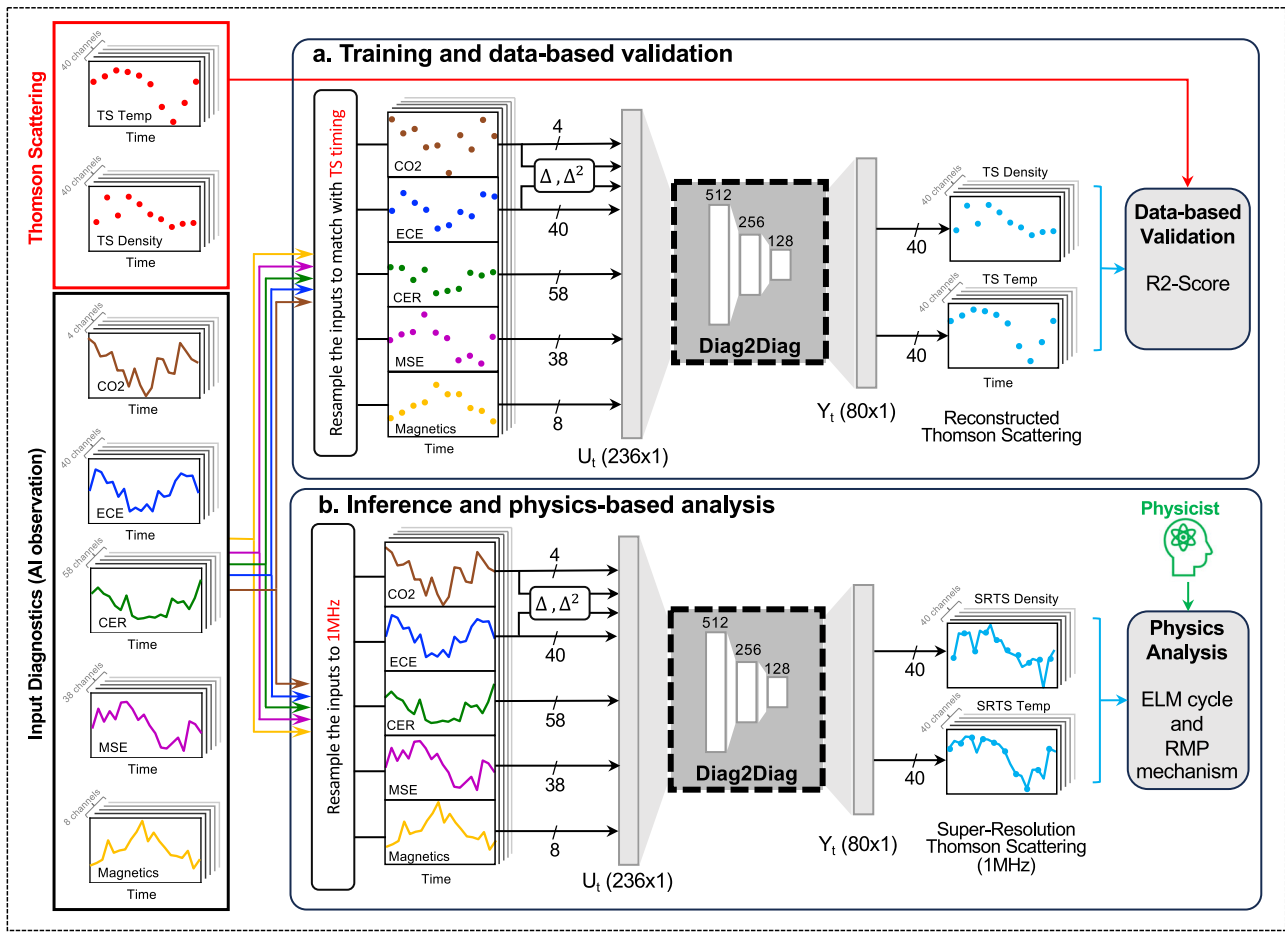 Thomson Scattering
40 channels
TS Temp
Time
40 channels
TS Density
Time
Input Diagnostics (AI observation)
4 channels
CO2
Time
40 channels
ECE
Time
58 channels
CER
Time
38 channels
MSE
Time
8 channels
Magnetics
Time
a. Training and data-based validation
Resample the inputs to match with TS timing
CO2
ECE
CER
MSE
Magnetics
Time
4
Δ , Δ²
40
58
38
8
Uₜ (236x1)
512
256
128
Diag2Diag
Yₜ (80x1)
40
40
TS Density
40 channels
TS Temp
40 channels
Time
Reconstructed
Thomson Scattering
Data-based
Validation
R2-Score
b. Inference and physics-based analysis
Resample the inputs to 1MHz
CO2
ECE
CER
MSE
Magnetics
Time
4
Δ , Δ²
40
58
38
8
Uₜ (236x1)
512
256
128
Diag2Diag
Yₜ (80x1)
40
40
SRTS Density
40 channels
SRTS Temp
40 channels
Super-Resolution
Thomson Scattering
(1MHz)
Physicist
Physics
Analysis
ELM cycle
and
RMP
mechanism